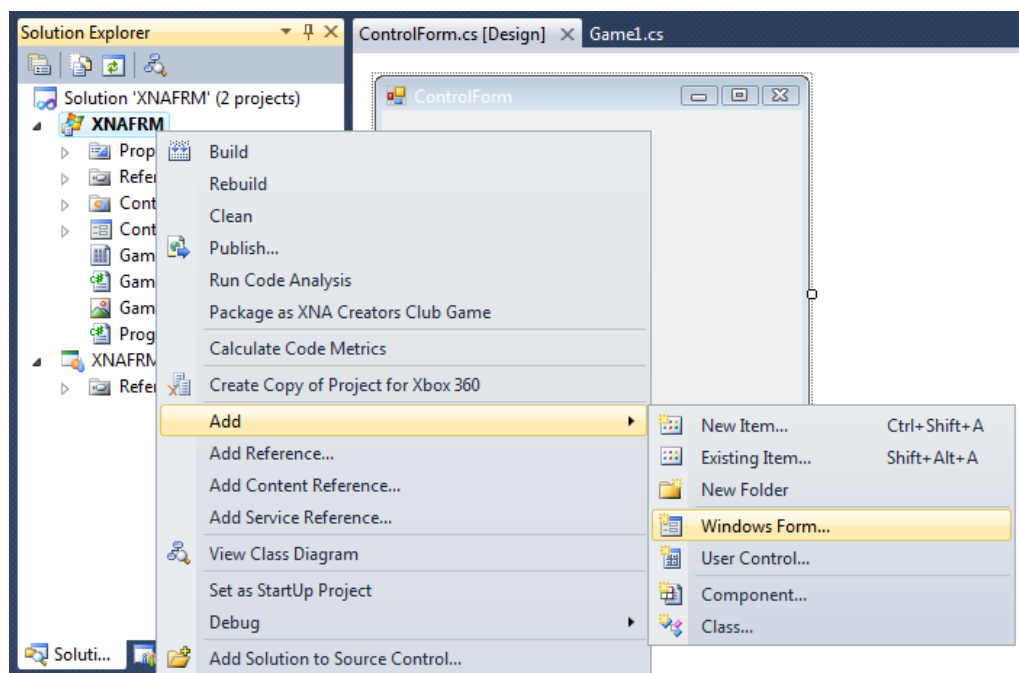 Solution Explorer
ControlForm.cs [Design]
Game1.cs
Solution 'XNAFRM' (2 projects)
XNAFRM
Prop
Refe
Cont
Cont
Gam
Gam
Gam
Prog
XNAFRM
Refe
Soluti...
ControlForm
Build
Rebuild
Clean
Publish...
Run Code Analysis
Package as XNA Creators Club Game
Calculate Code Metrics
Create Copy of Project for Xbox 360
Add
Add Reference...
Add Content Reference...
Add Service Reference...
View Class Diagram
Set as StartUp Project
Debug
Add Solution to Source Control...
New Item... Ctrl+Shift+A
Existing Item... Shift+Alt+A
New Folder
Windows Form...
User Control...
Component...
Class...